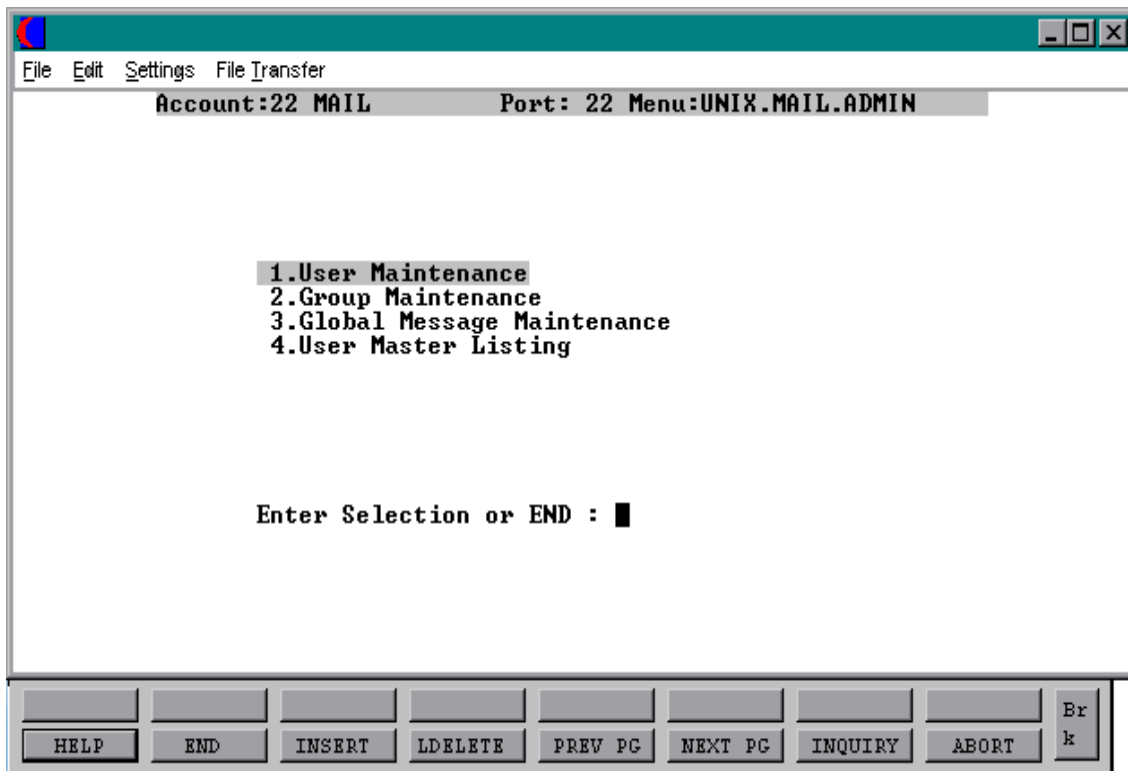 File Edit Settings File Transfer
Account:22 MAIL Port: 22 Menu:UNIX.MAIL.ADMIN
1.User Maintenance
2.Group Maintenance
3.Global Message Maintenance
4.User Master Listing
Enter Selection or END :
HELP END INSERT LDELETE PREV PG NEXT PG INQUIRY ABORT
Br
k